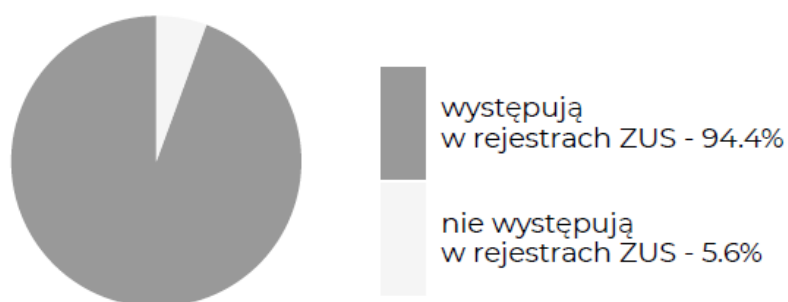 występują
w rejestrach ZUS - 94.4%
nie występują
w rejestrach ZUS - 5.6%